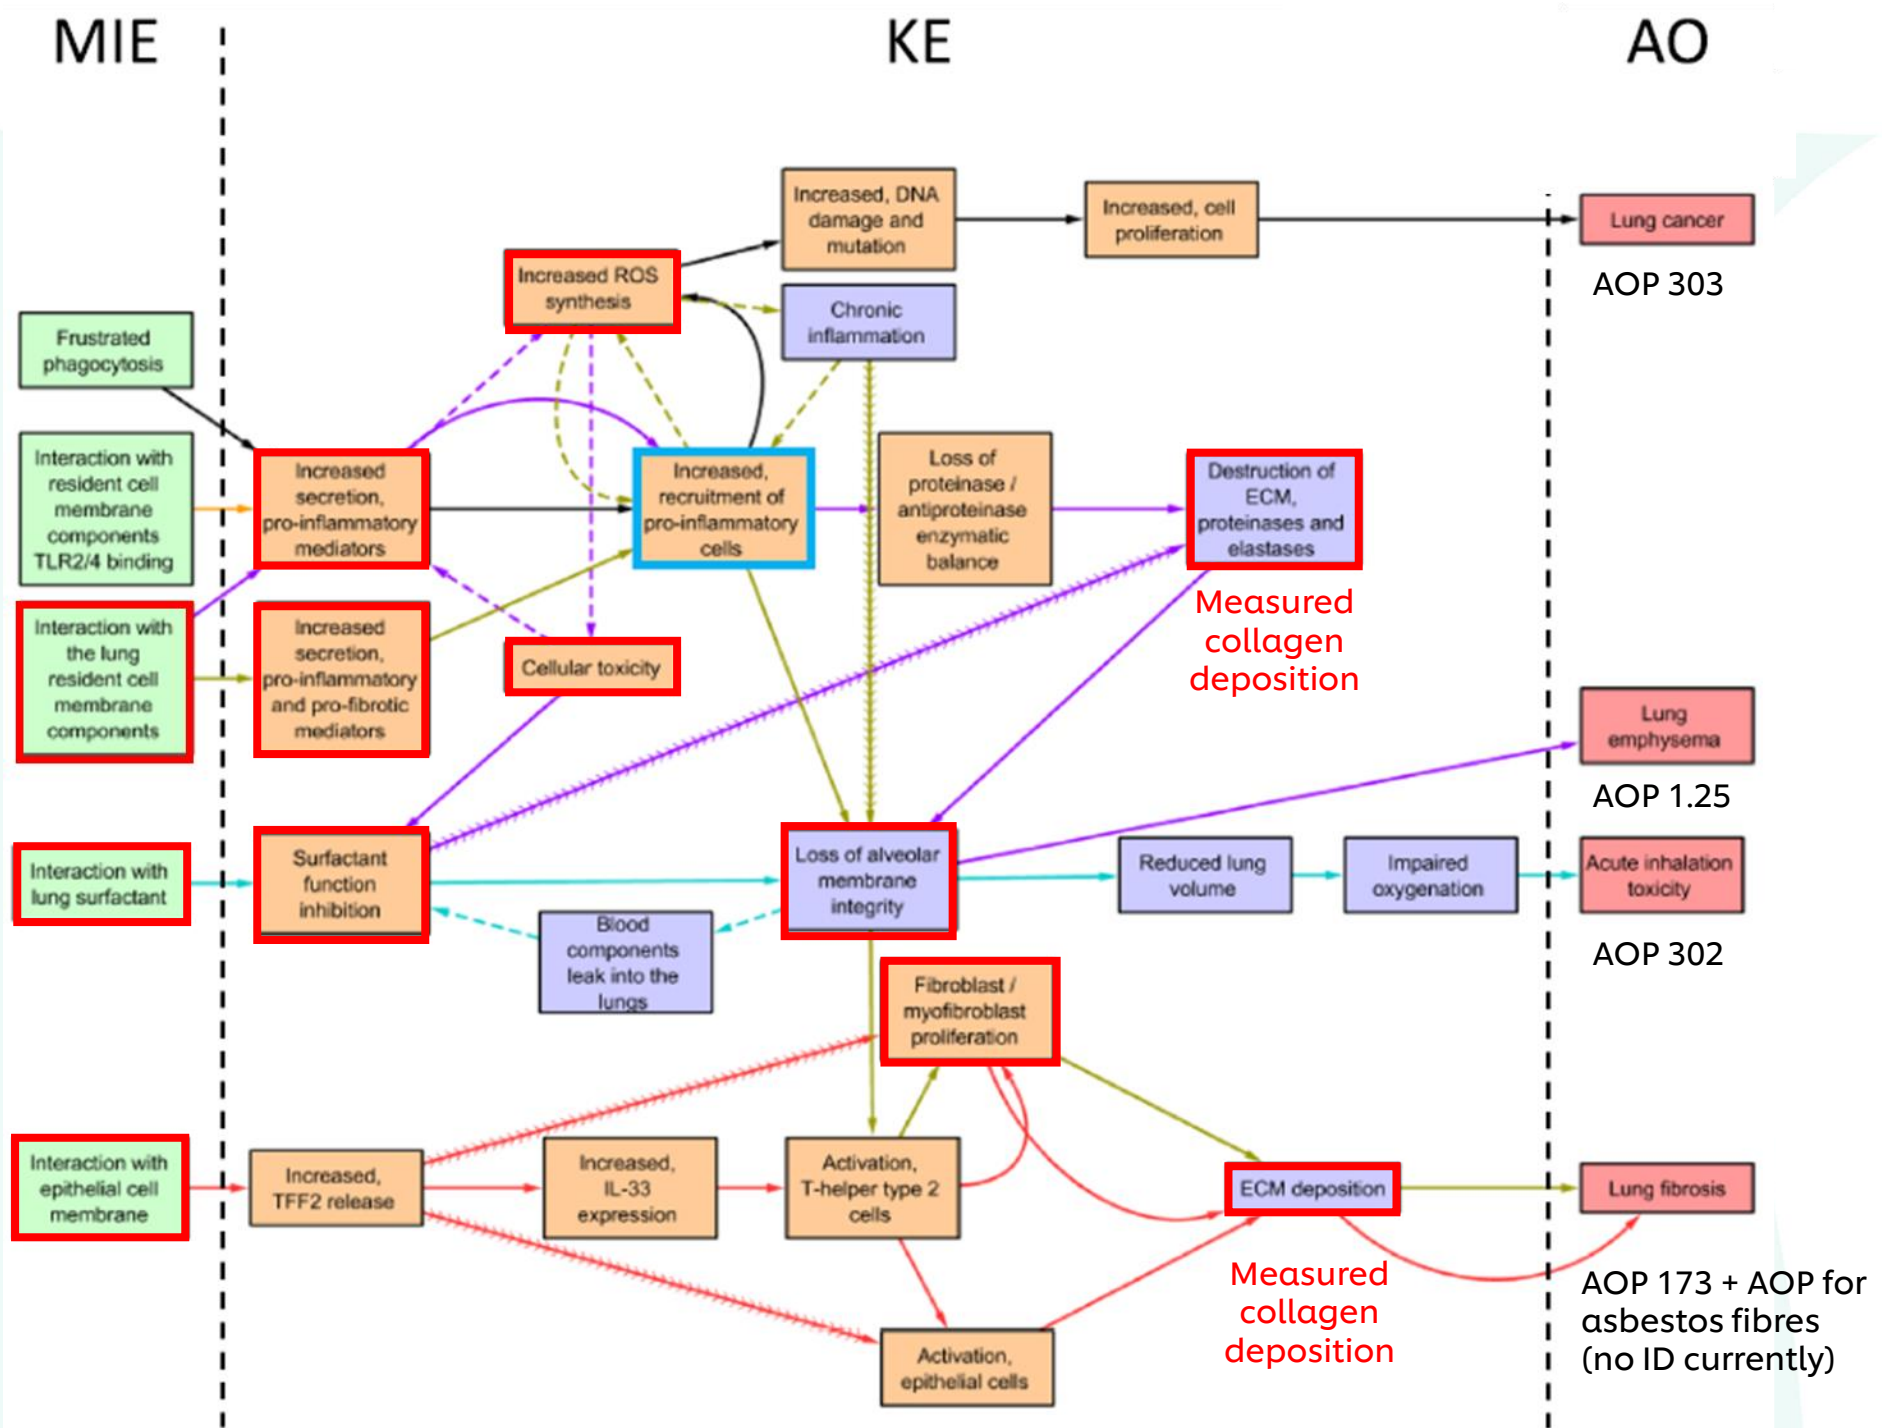 MIE
KE
AO
Increased, DNA
damage and
mutation
Increased, cell
proliferation
Lung cancer
AOP 303
Increased ROS
synthesis
Chronic
inflammation
Frustrated
phagocytosis
Interaction with
resident cell
membrane
components
TLR2/4 binding
Increased
secretion,
pro-inflammatory
mediators
Increased,
recruitment of
pro-inflammatory
cells
Loss of
proteinase /
antiproteinase
enzymatic
balance
Destruction of
ECM,
proteinases and
elastases
Measured
collagen
deposition
Interaction with
the lung
resident cell
membrane
components
Increased
secretion,
pro-inflammatory
and pro-fibrotic
mediators
Cellular toxicity
Lung
emphysema
AOP 1.25
Interaction with
lung surfactant
Surfactant
function
inhibition
Loss of alveolar
membrane
integrity
Reduced lung
volume
Impaired
oxygenation
Acute inhalation
toxicity
AOP 302
Blood
components
leak into the
lungs
Fibroblast /
myofibroblast
proliferation
Interaction with
epithelial cell
membrane
Increased,
TFF2 release
Increased,
IL-33
expression
Activation,
T-helper type 2
cells
ECM deposition
Lung fibrosis
Measured
collagen
deposition
AOP 173 + AOP for
asbestos fibres
(no ID currently)
Activation,
epithelial cells